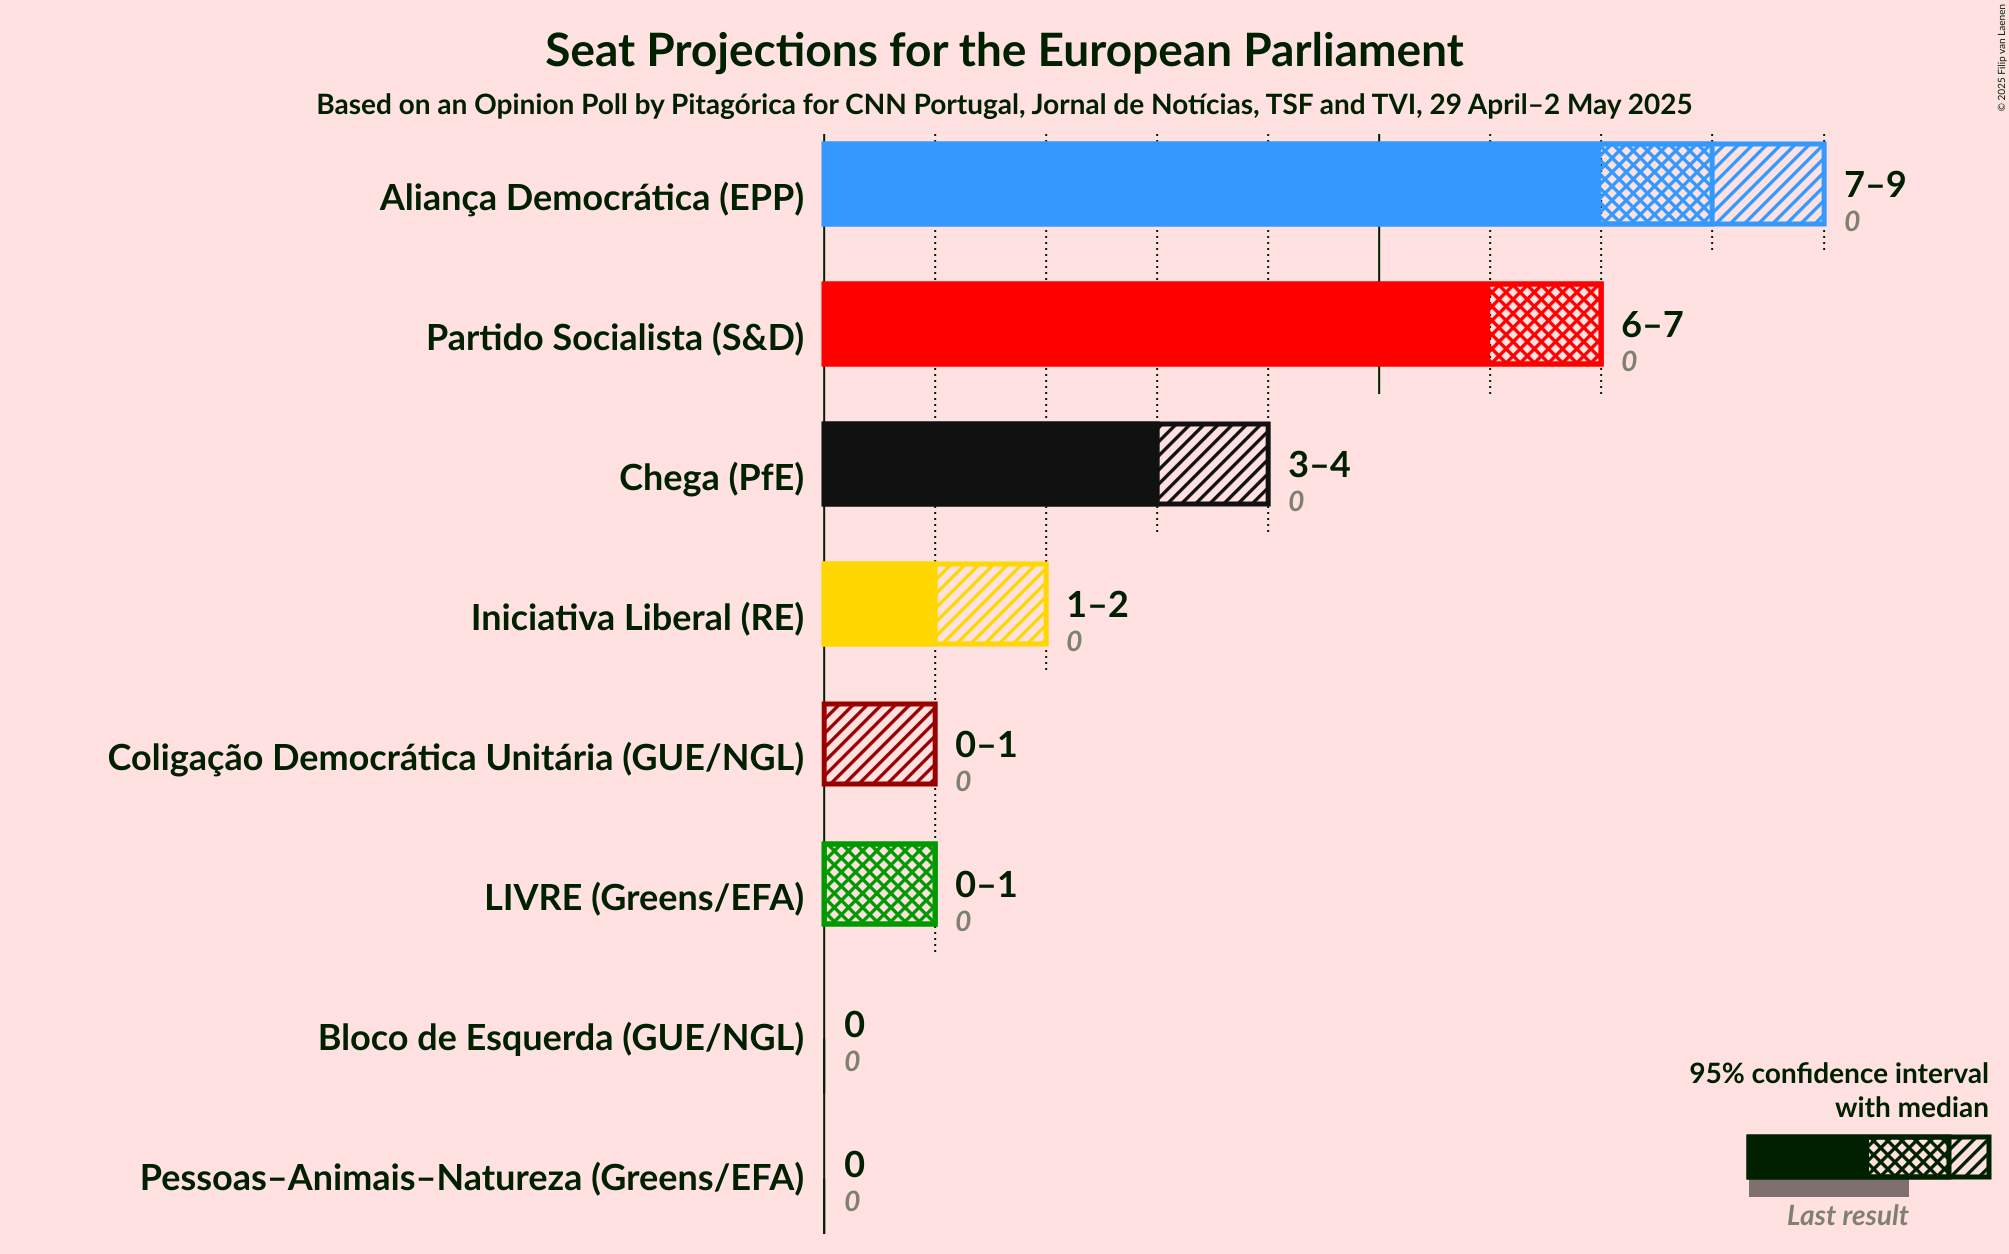 Seat Projections for the European Parliament
Based on an Opinion Poll by Pitagórica for CNN Portugal, Jornal de Notícias, TSF and TVI, 29 April–2 May 2025
© 2025 Filip van Laenen
Aliança Democrática (EPP)
7–9
0
Partido Socialista (S&D)
6–7
0
Chega (PfE)
3–4
0
Iniciativa Liberal (RE)
1–2
0
Coligação Democrática Unitária (GUE/NGL)
0–1
0
LIVRE (Greens/EFA)
0–1
0
Bloco de Esquerda (GUE/NGL)
0
0
Pessoas–Animais–Natureza (Greens/EFA)
0
0
95% confidence interval
with median
Last result